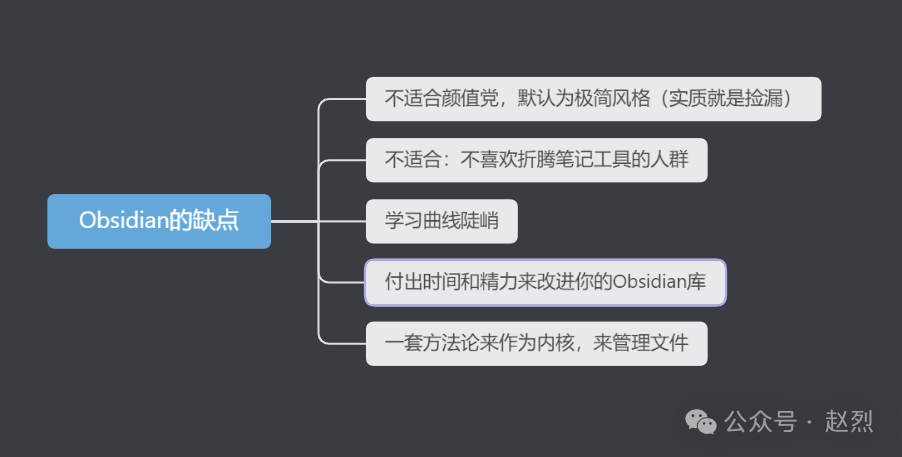 不适合颜值党，默认为极简风格（实质就是捡漏）
不适合：不喜欢折腾笔记工具的人群
Obsidian的缺点
学习曲线陡峭
付出时间和精力来改进你的Obsidian库
一套方法论来作为内核，来管理文件
公众号 · 赵烈